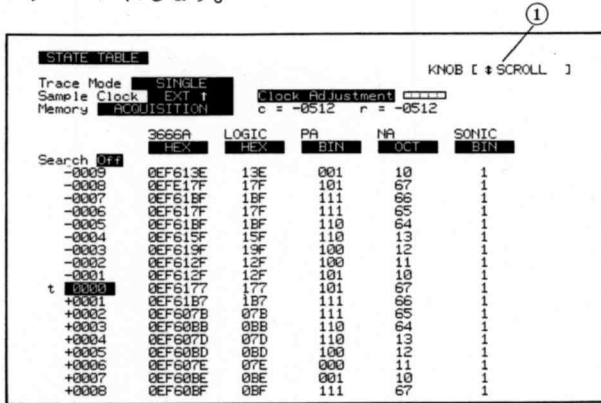 ①
STATE TABLE
KNOB [ ⇕SCROLL ]
Trace Mode SINGLE
Sample Clock EXT ↑ Clock Adjustment
Memory ACQUISITION c = -0512 r = -0512
3666A LOGIC PA NA SONIC
HEX HEX BIN OCT BIN
Search Off
-0009 0EF613E 13E 001 10 1
-0008 0EFE17F 17F 101 67 1
-0007 0EF61BF 1BF 111 66 1
-0006 0EF617F 17F 111 65 1
-0005 0EF61BF 1BF 110 64 1
-0004 0EF615F 15F 110 13 1
-0003 0EF619F 19F 100 12 1
-0002 0EF612F 12F 100 11 1
-0001 0EF612F 12F 101 10 1
t 0000 0EF6177 177 101 67 1
+0001 0EF61B7 1B7 111 66 1
+0002 0EF607B 07B 111 65 1
+0003 0EF60BB 0BB 110 64 1
+0004 0EF607D 07D 110 13 1
+0005 0EF60BD 0BD 100 12 1
+0006 0EF607E 07E 000 11 1
+0007 0EF60BE 0BE 001 10 1
+0008 0EF60BF 0BF 111 67 1